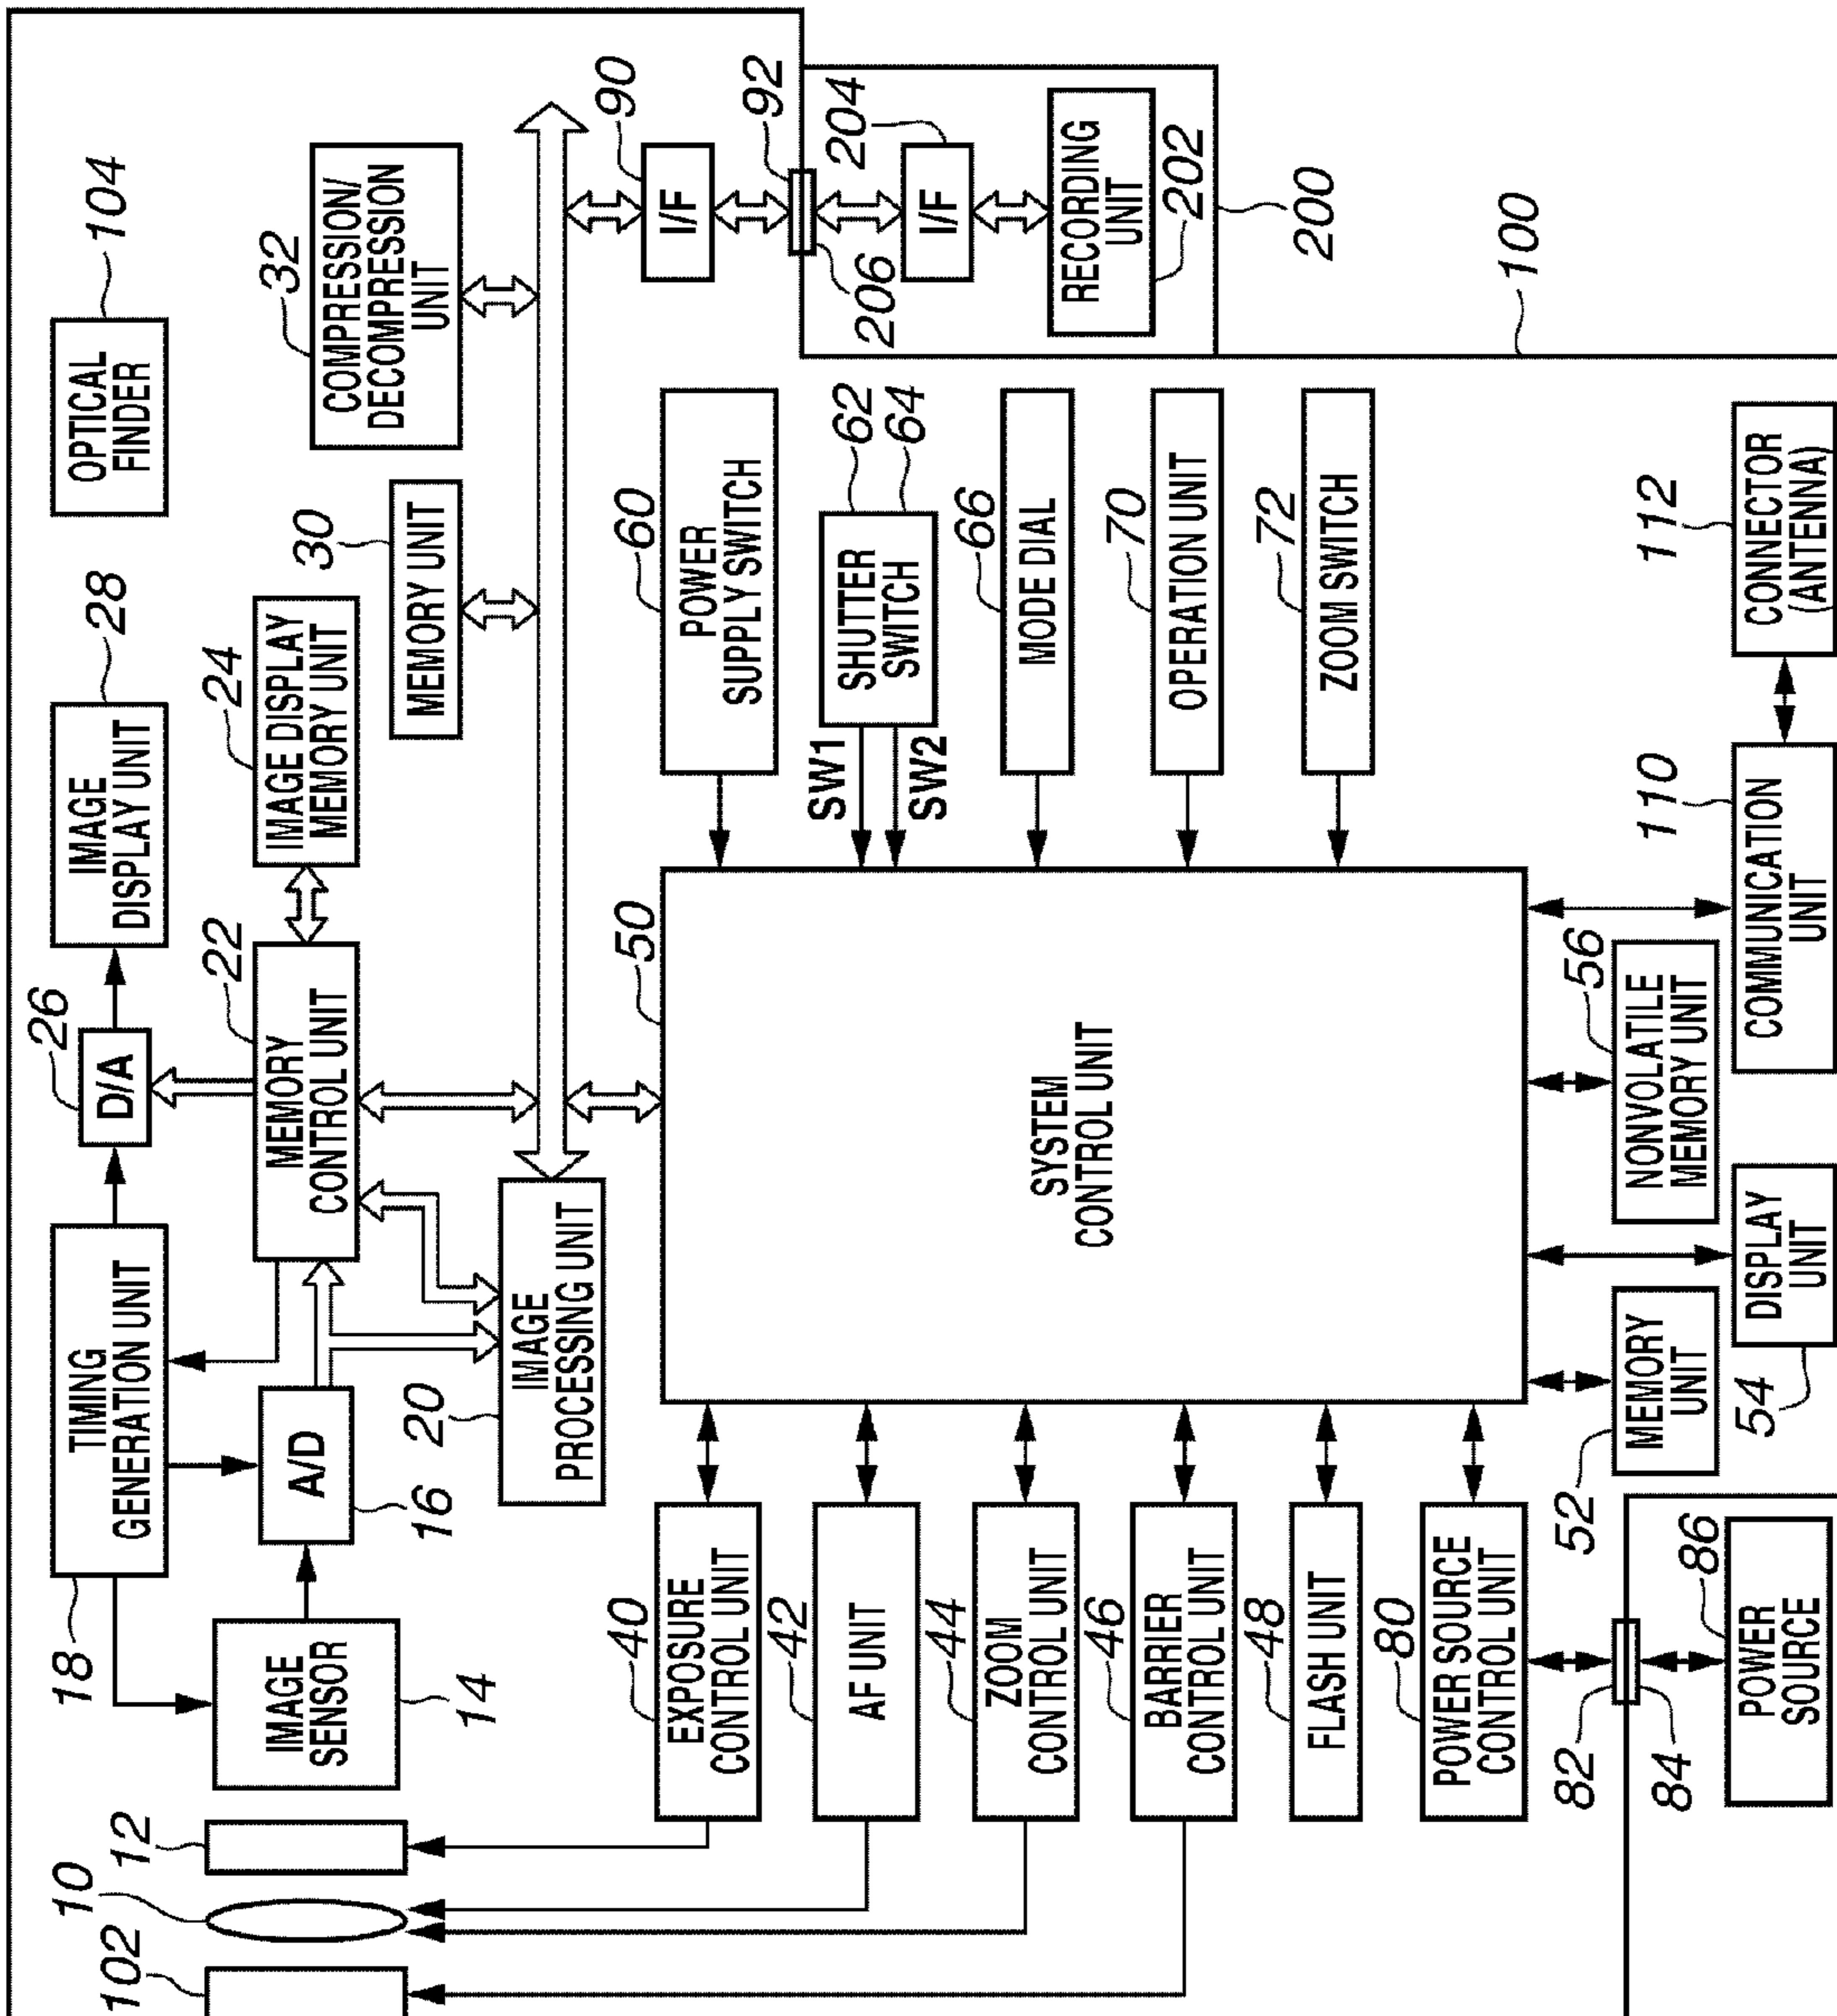 104
OPTICAL
FINDER
28
IMAGE
DISPLAY UNIT
26
D/A
TIMING
GENERATION UNIT
18
32
COMPRESSION/
DECOMPRESSION
UNIT
30
MEMORY UNIT
24
IMAGE DISPLAY
MEMORY UNIT
22
MEMORY
CONTROL UNIT
A/D
16
IMAGE
SENSOR
14
12
10
102
20
IMAGE
PROCESSING UNIT
90
I/F
92
206
204
I/F
RECORDING
UNIT
202
200
100
50
SYSTEM
CONTROL UNIT
60
POWER
SUPPLY SWITCH
62
64
SHUTTER
SWITCH
SW1
SW2
66
MODE DIAL
70
OPERATION UNIT
72
ZOOM SWITCH
40
EXPOSURE
CONTROL UNIT
42
AF UNIT
44
ZOOM
CONTROL UNIT
46
BARRIER
CONTROL UNIT
48
FLASH UNIT
80
POWER SOURCE
CONTROL UNIT
82
84
86
POWER
SOURCE
52
MEMORY
UNIT
54
DISPLAY
UNIT
56
NONVOLATILE
MEMORY UNIT
110
COMMUNICATION
UNIT
112
CONNECTOR
(ANTENNA)